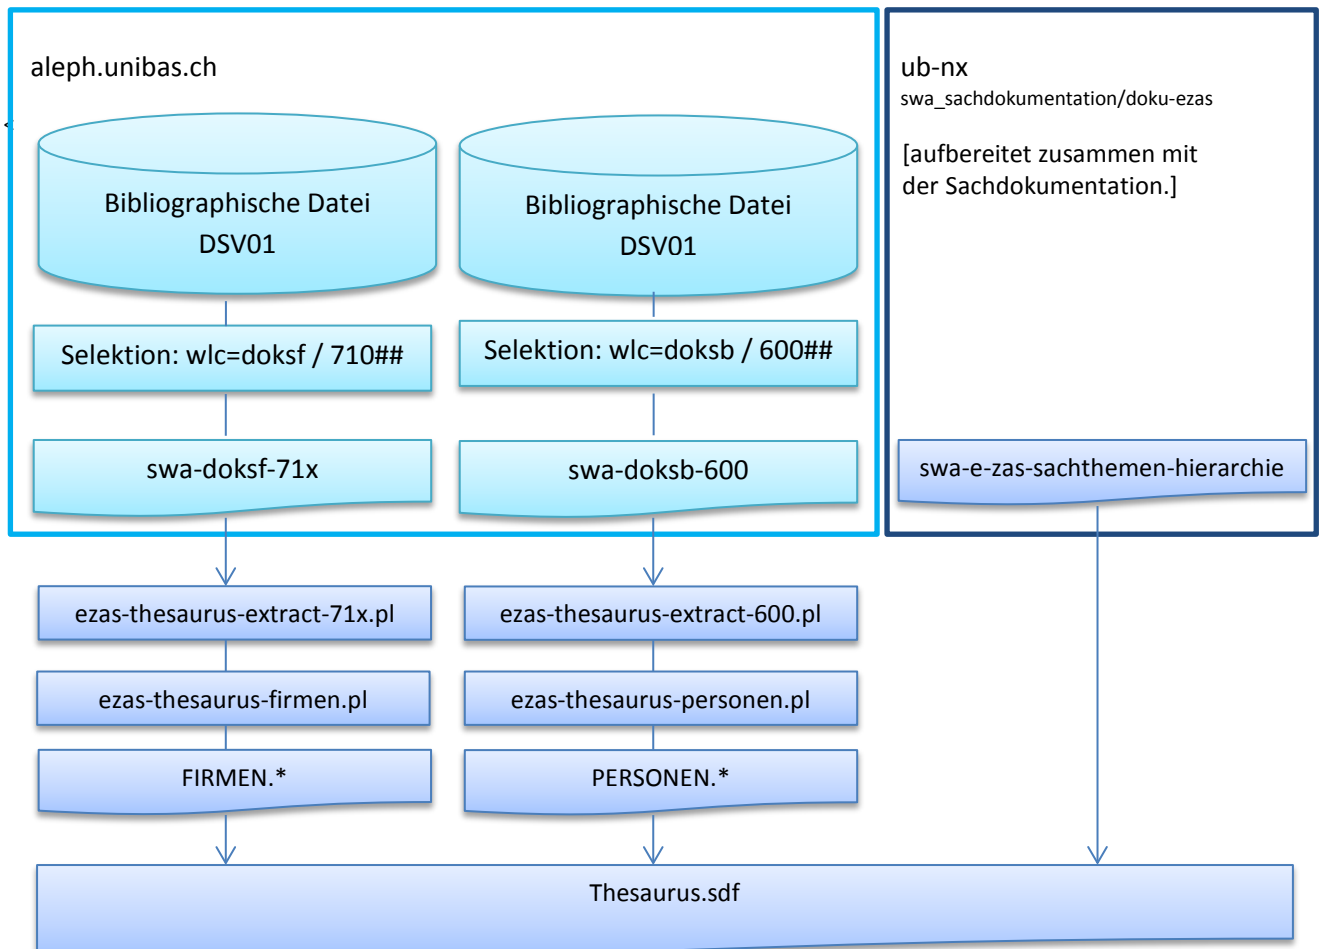 aleph.unibas.ch
<
Bibliographische Datei
DSV01
Selektion: wlc=doksf / 710##
swa-doksf-71x
ezas-thesaurus-extract-71x.pl
ezas-thesaurus-firmen.pl
FIRMEN.*
Bibliographische Datei
DSV01
Selektion: wlc=doksb / 600##
swa-doksb-600
ezas-thesaurus-extract-600.pl
ezas-thesaurus-personen.pl
PERSONEN.*
ub-nx
swa_sachdokumentation/doku-ezas
[aufbereitet zusammen mit
der Sachdokumentation.]
swa-e-zas-sachthemen-hierarchie
Thesaurus.sdf